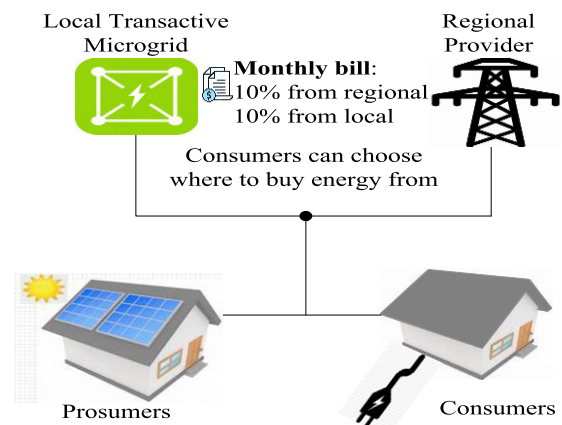 Local Transactive
Microgrid
Regional
Provider
Monthly bill:
10% from regional
10% from local
Consumers can choose
where to buy energy from
Prosumers
Consumers